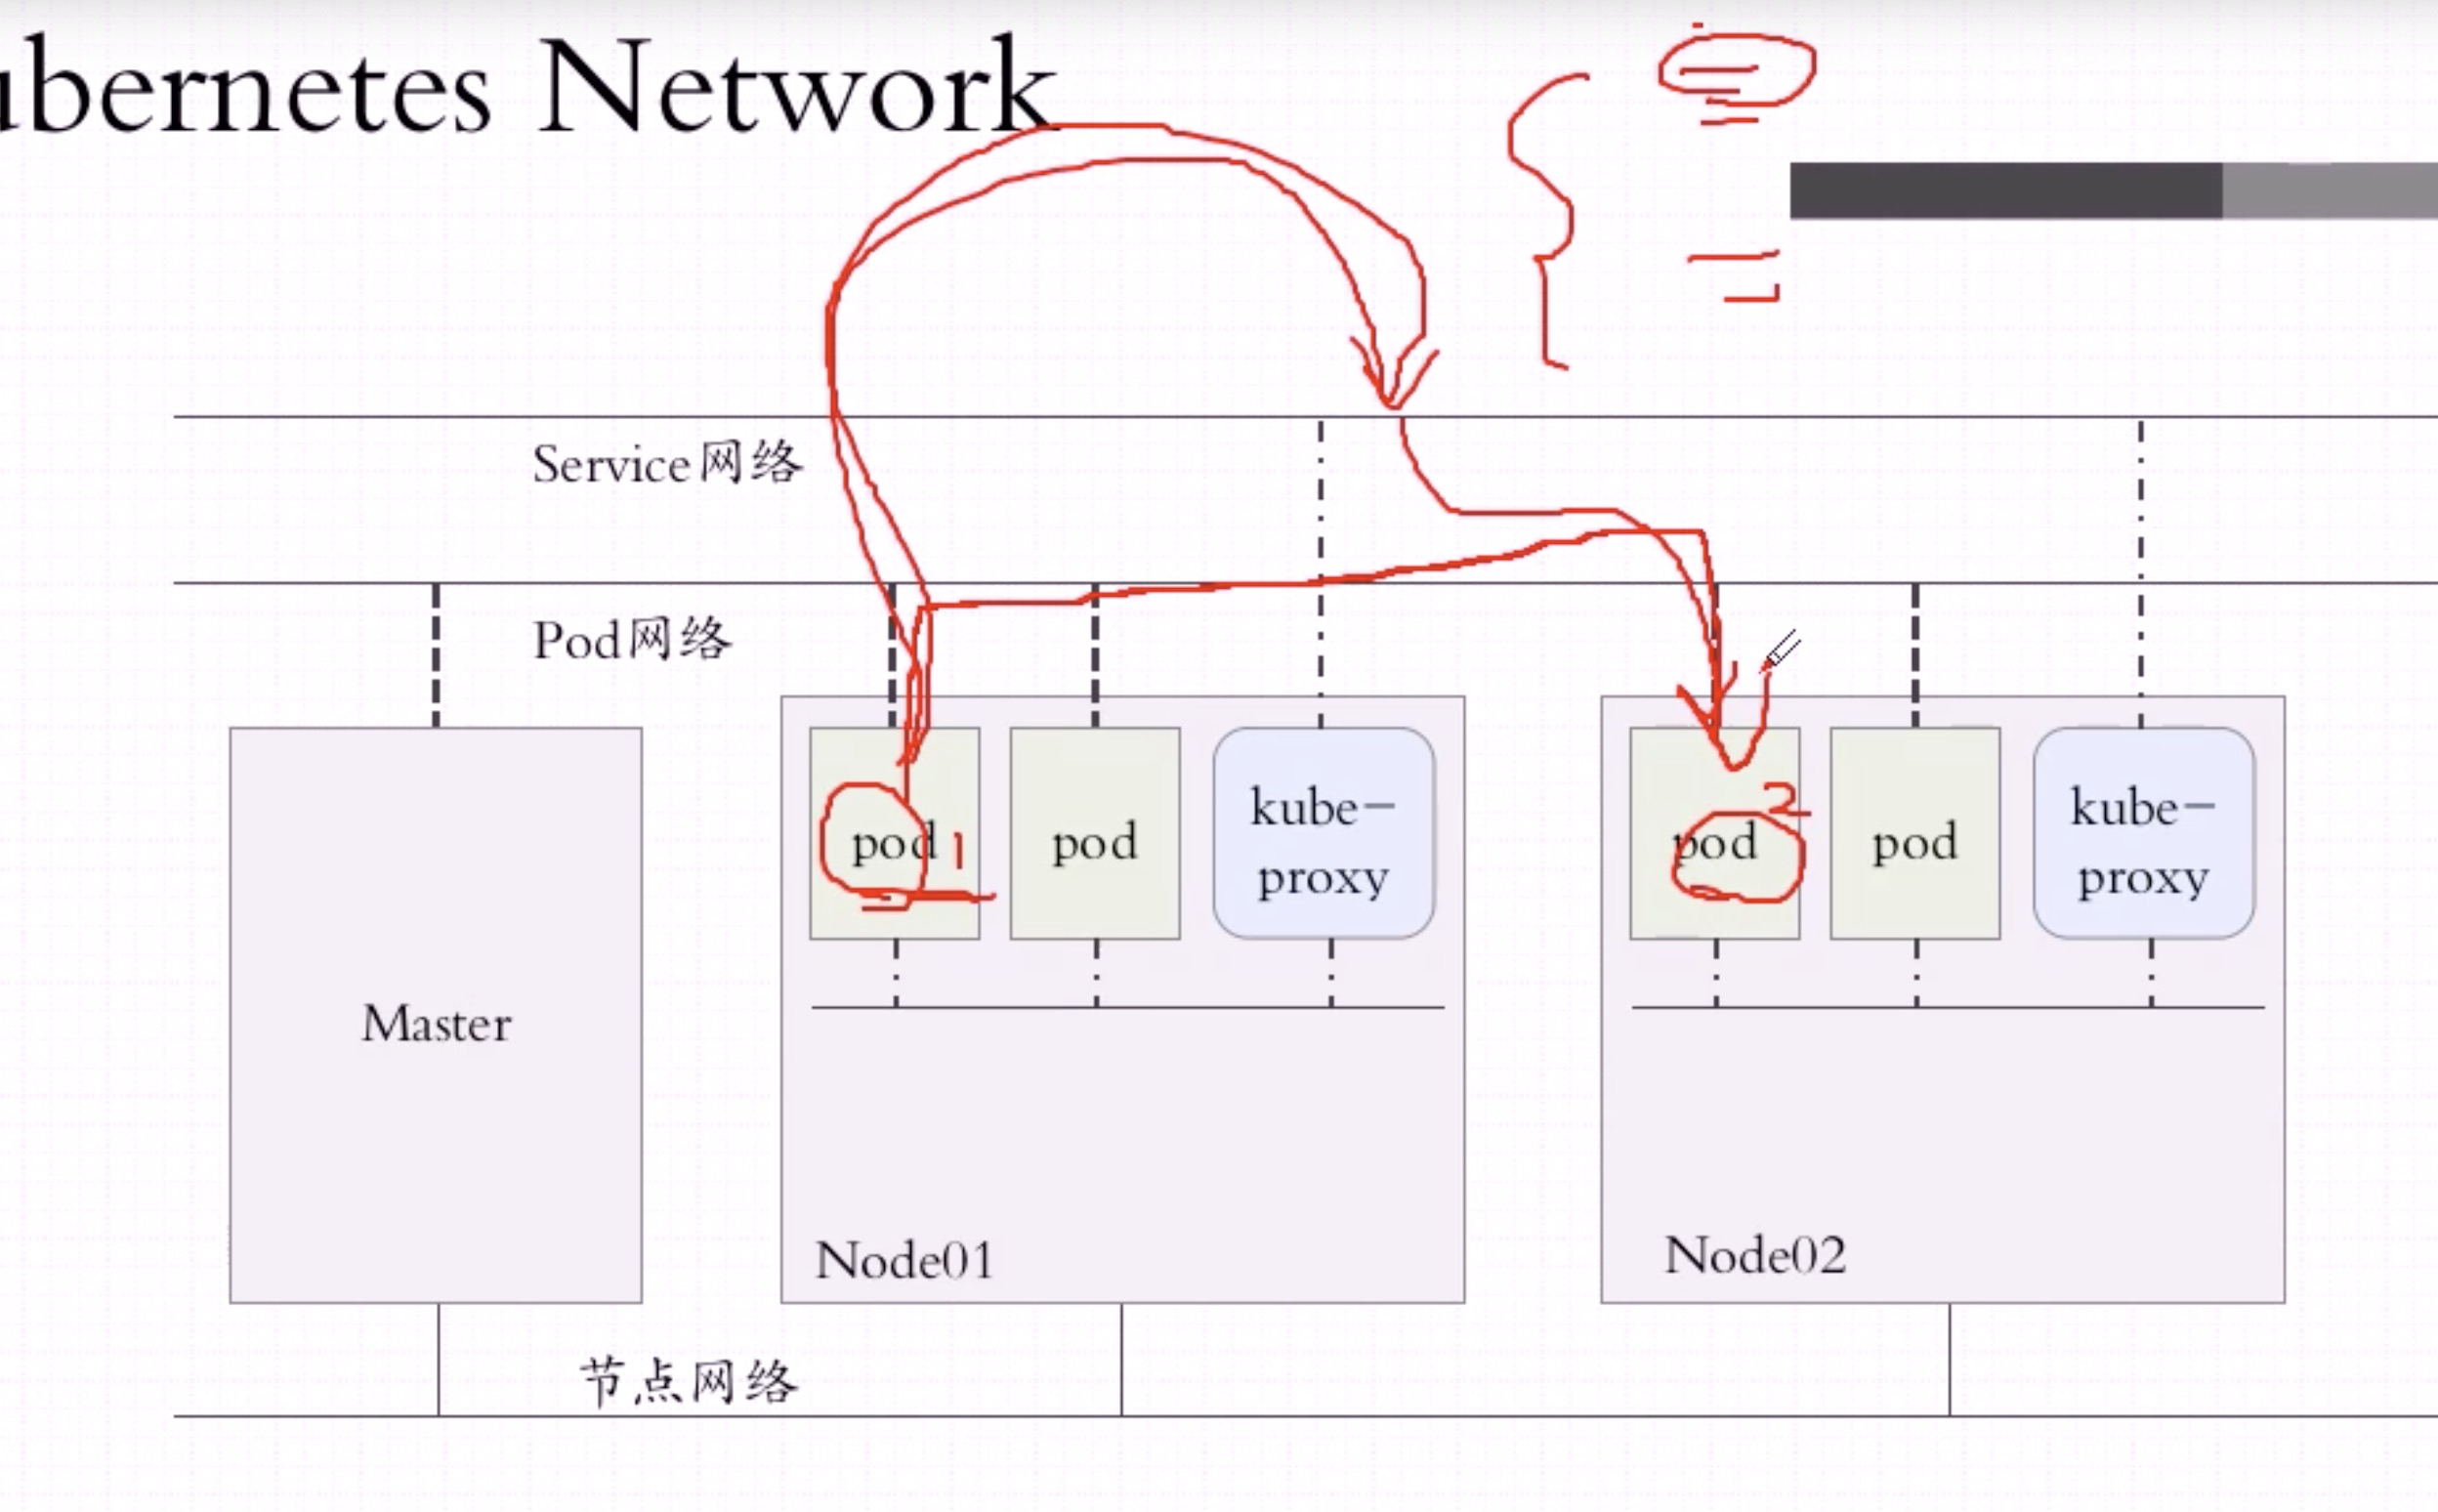 ubernetes Network
Service网络
Pod网络
pod 1
pod
kube-
proxy
2
pod
pod
kube-
proxy
Master
Node01
Node02
节点网络